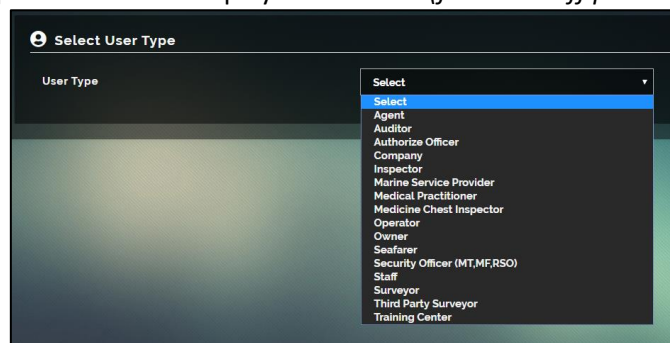 Select User Type
User Type
Select
Select
Agent
Auditor
Authorize Officer
Company
Inspector
Marine Service Provider
Medical Practitioner
Medicine Chest Inspector
Operator
Owner
Seafarer
Security Officer (MT,MF,RSO)
Staff
Surveyor
Third Party Surveyor
Training Center